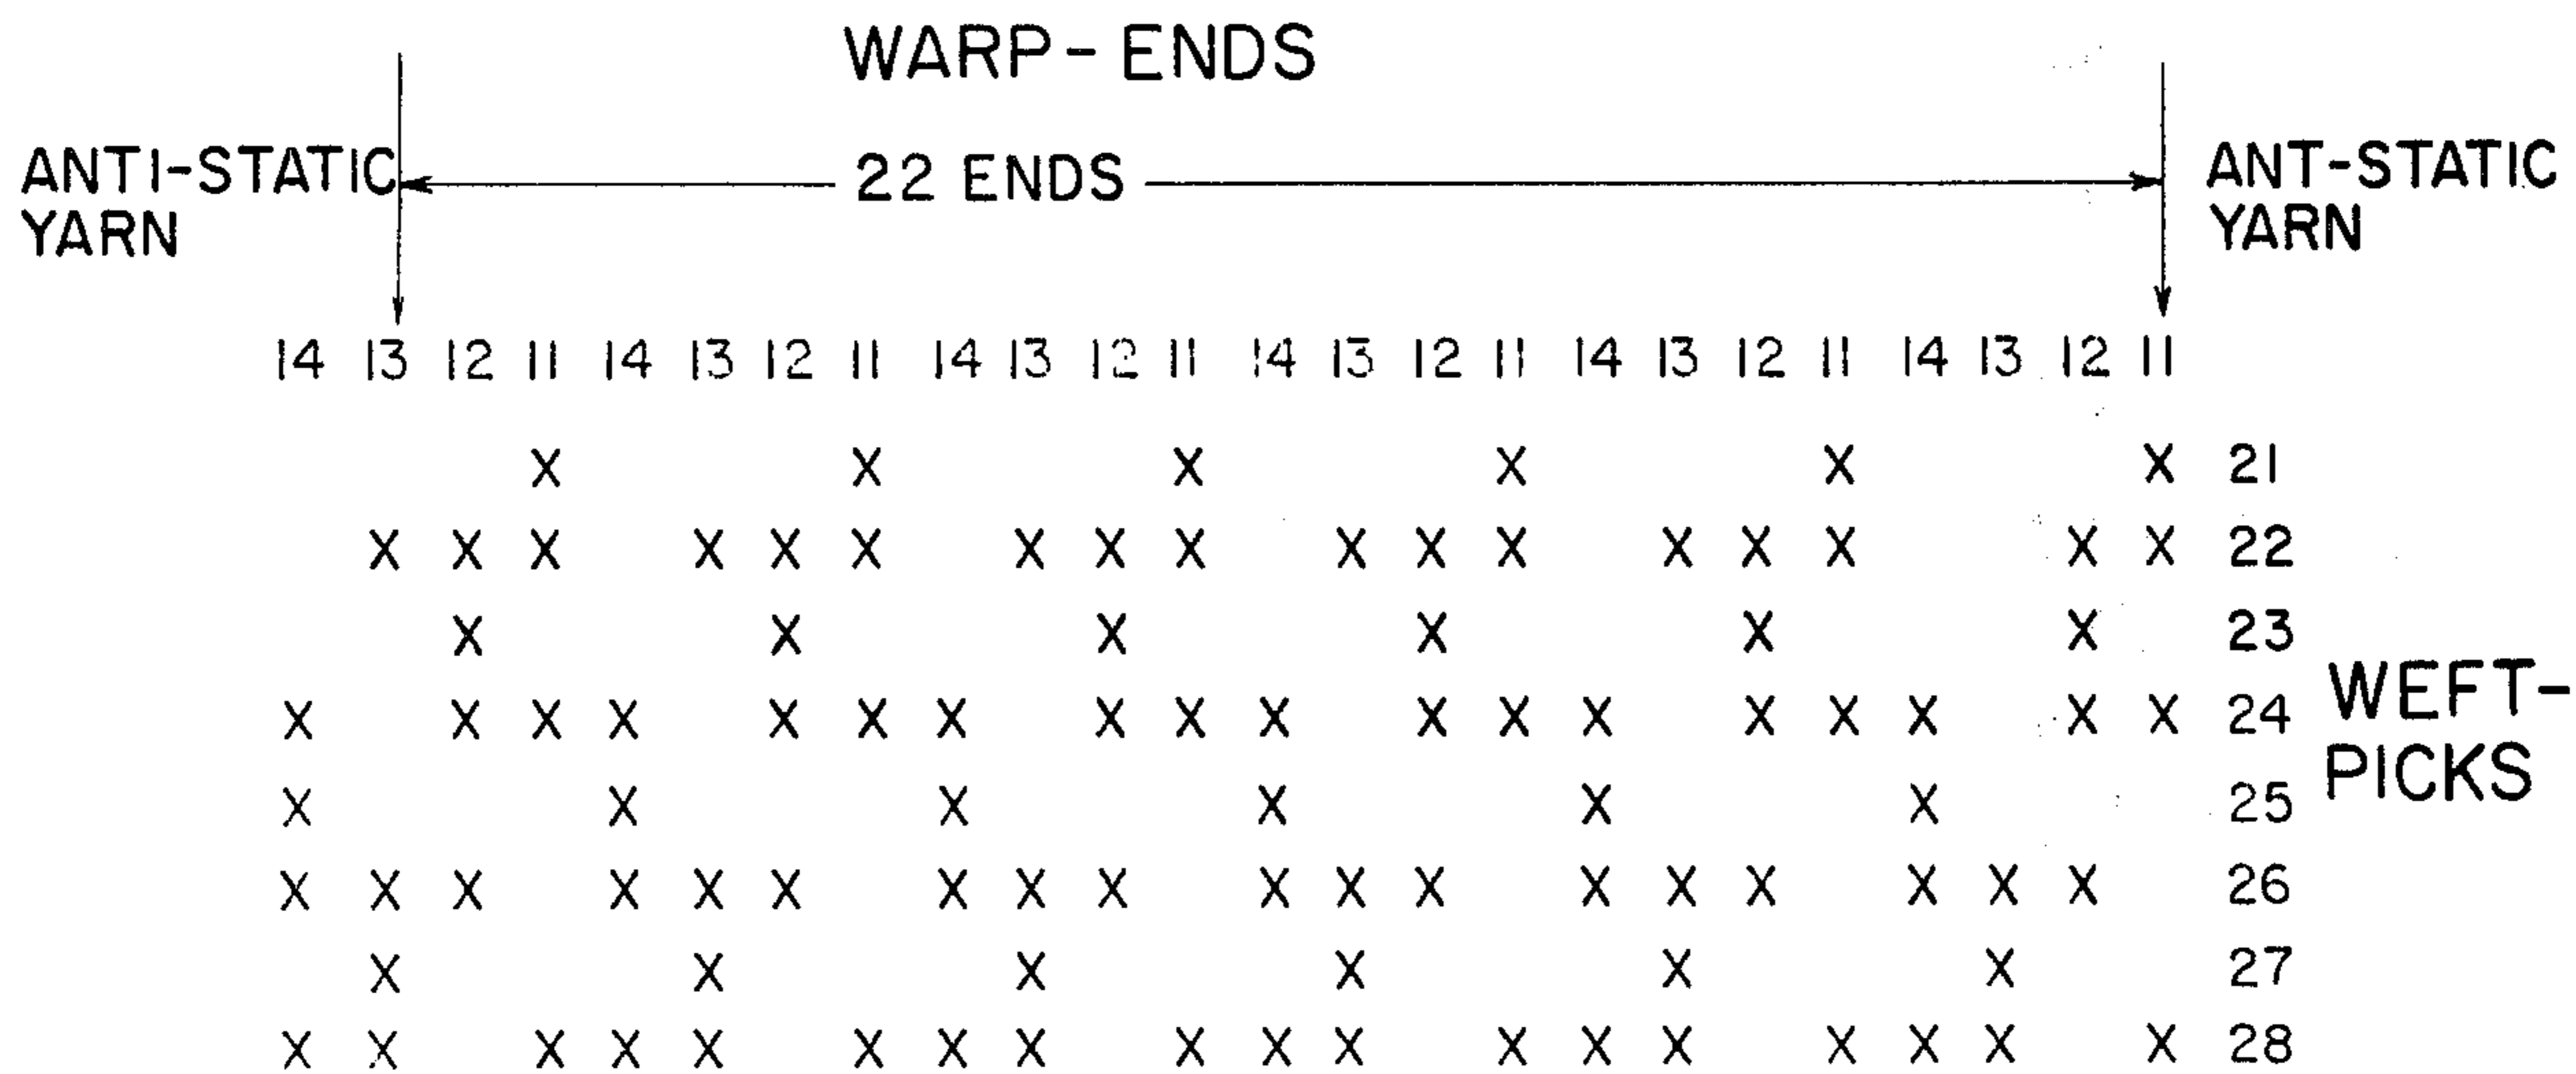 WARP-ENDS
ANTI-STATIC YARN
22 ENDS
ANT-STATIC YARN
14 13 12 11 14 13 12 11 14 13 12 11 14 13 12 11 14 13 12 11 14 13 12 11
X X X X X X 21
X X X X X X X X X X X X X X X X X 22
X X X X X X 23
X X X X X X X X X X X X X X X X X X 24
X X X X X X 25
X X X X X X X X X X X X X X X X X X 26
X X X X X X 27
X X X X X X X X X X X X X X X X X X 28
WEFT-
PICKS